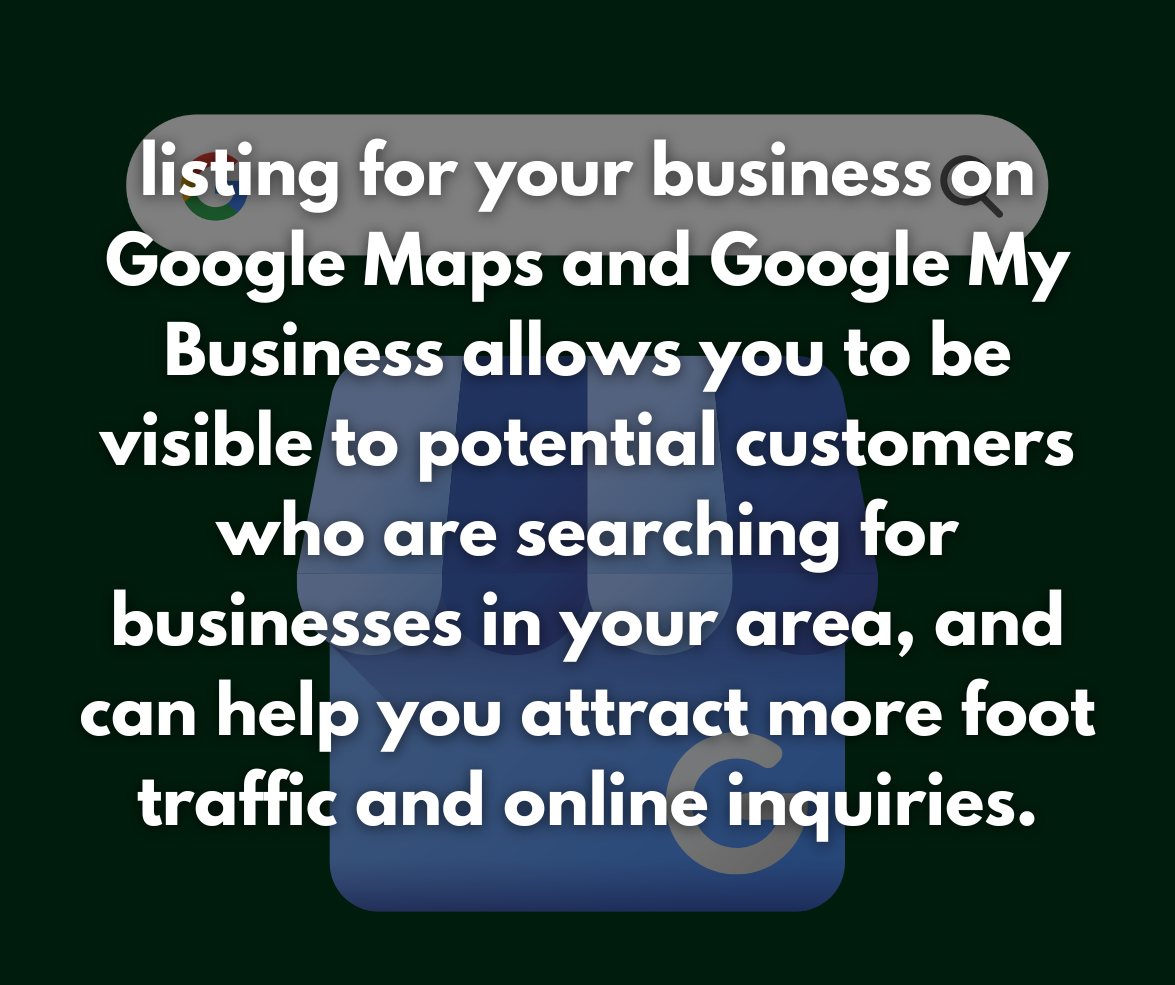 listing for your business on
Google Maps and Google My
Business allows you to be
visible to potential customers
who are searching for
businesses in your area, and
can help you attract more foot
traffic and online inquiries.